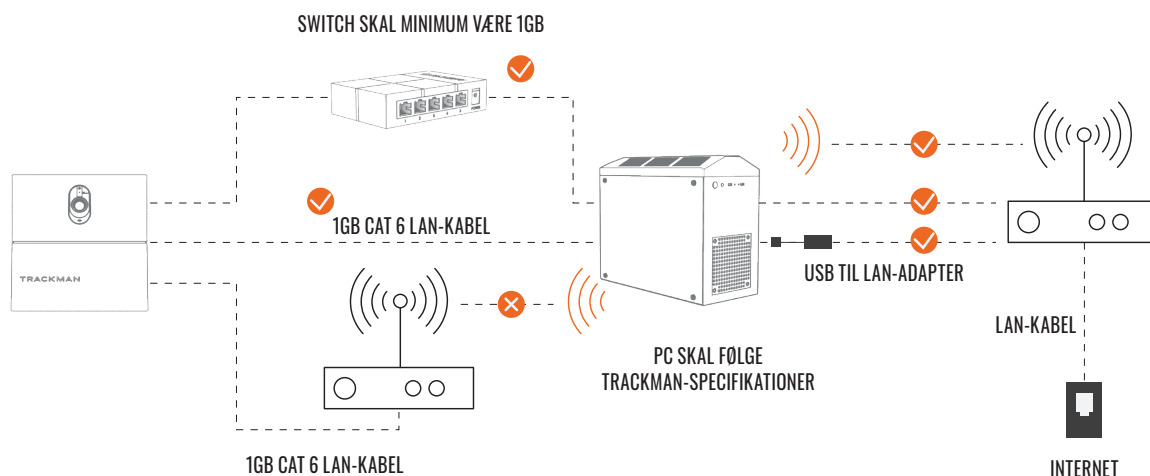 SWITCH SKAL MINIMUM VÆRE 1GB
1GB CAT 6 LAN-KABEL
TRACKMAN
USB TIL LAN-ADAPTER
LAN-KABEL
PC SKAL FØLGE
TRACKMAN-SPECIFIKATIONER
1GB CAT 6 LAN-KABEL
INTERNET